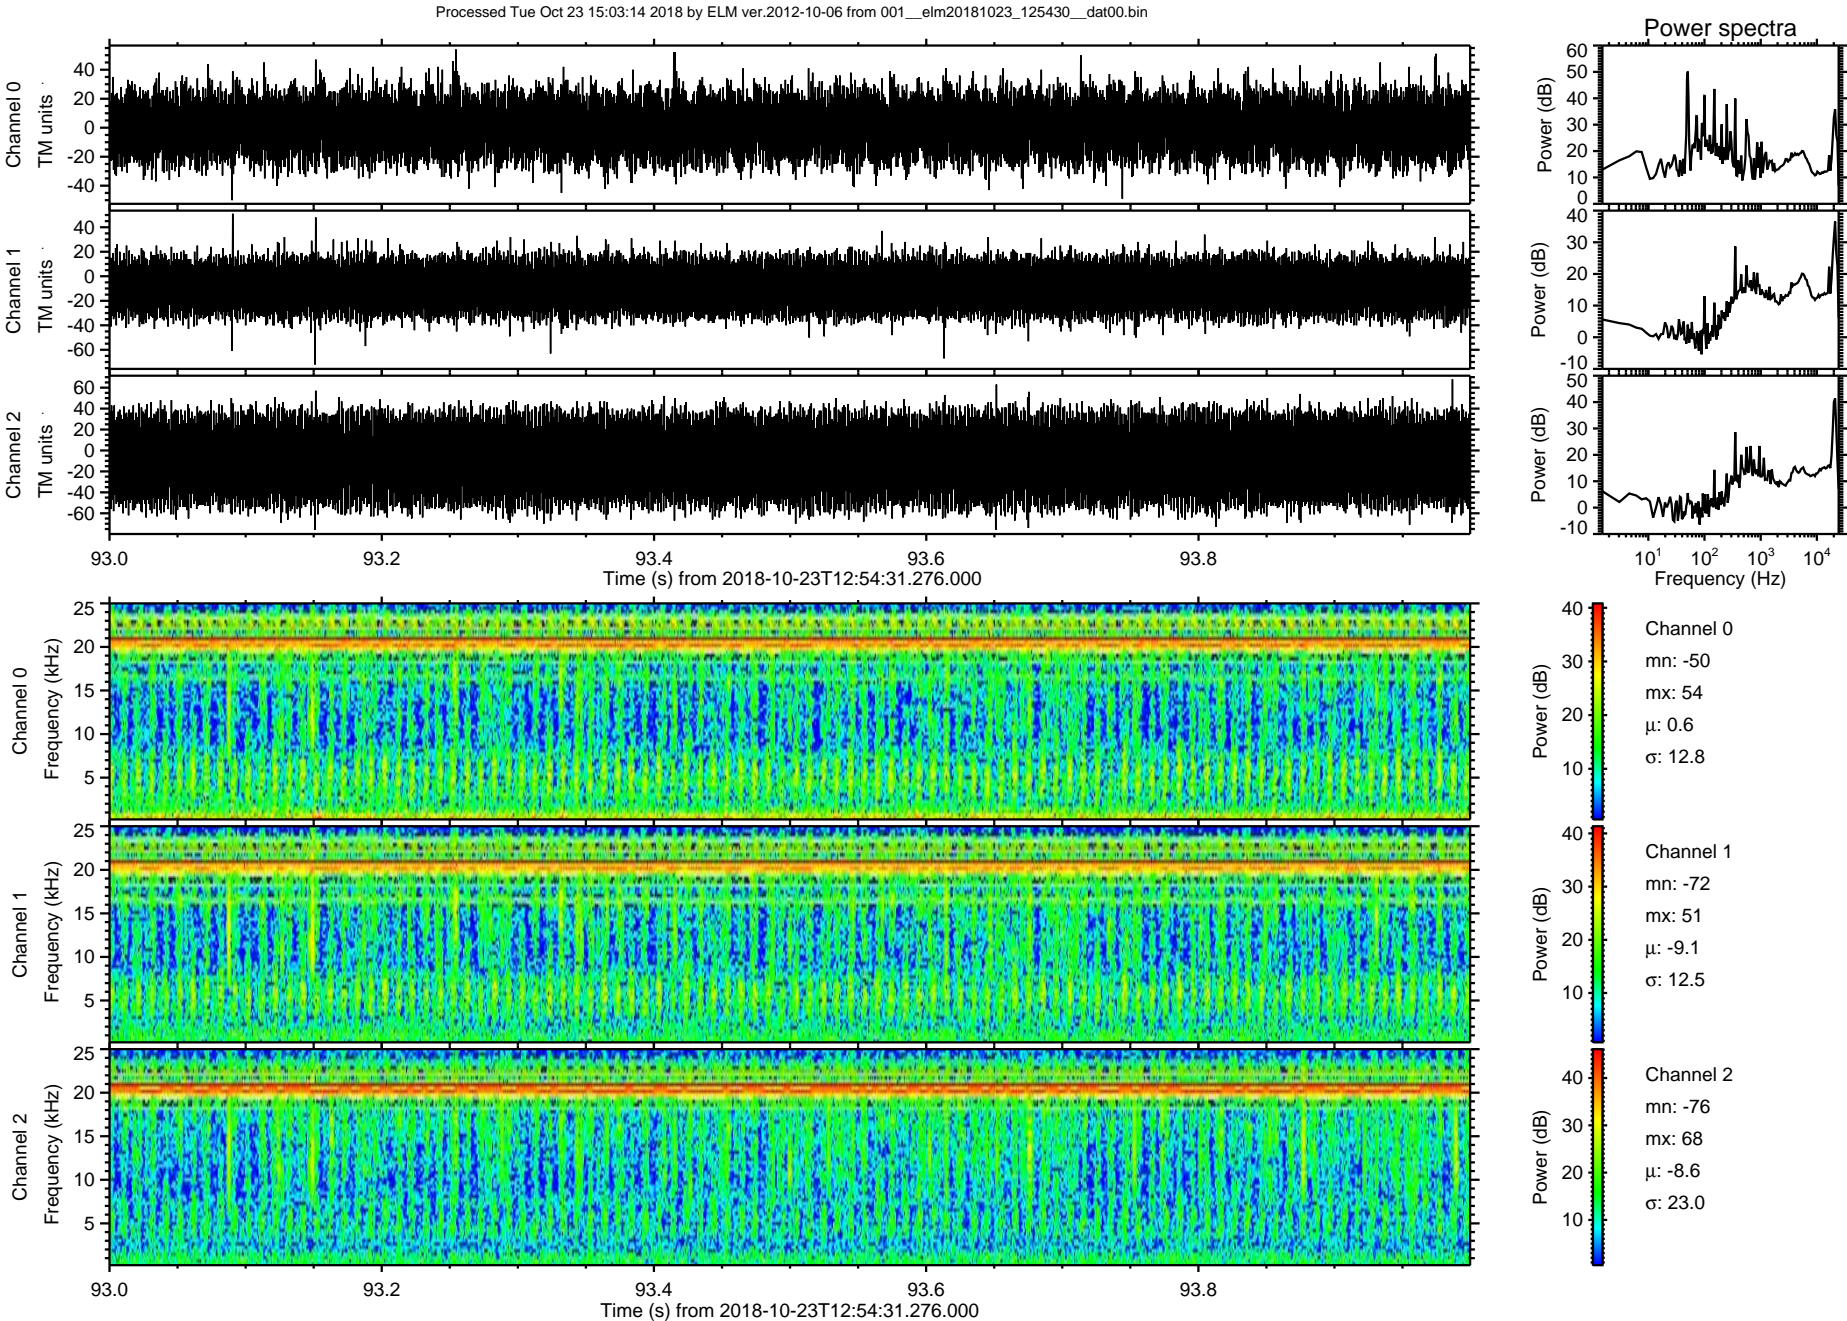 Processed Tue Oct 23 15:03:14 2018 by ELM ver.2012-10-06 from 001__elm20181023_125430__dat00.bin
Power spectra
Channel 0
TM units
40
20
0
-20
-40
Power (dB)
60
50
40
30
20
10
0
Channel 1
TM units
40
20
0
-20
-40
-60
Power (dB)
40
30
20
10
0
-10
Channel 2
TM units
60
40
20
0
-20
-40
-60
Power (dB)
50
40
30
20
10
0
-10
93.0 93.2 93.4 93.6 93.8
Time (s) from 2018-10-23T12:54:31.276.000
10¹ 10² 10³ 10⁴
Frequency (Hz)
Channel 0
Frequency (kHz)
25
20
15
10
5
Power (dB)
40
30
20
10
Channel 0
mn: -50
mx: 54
μ: 0.6
σ: 12.8
Channel 1
Frequency (kHz)
25
20
15
10
5
Power (dB)
40
30
20
10
Channel 1
mn: -72
mx: 51
μ: -9.1
σ: 12.5
Channel 2
Frequency (kHz)
25
20
15
10
5
Power (dB)
40
30
20
10
Channel 2
mn: -76
mx: 68
μ: -8.6
σ: 23.0
93.0 93.2 93.4 93.6 93.8
Time (s) from 2018-10-23T12:54:31.276.000